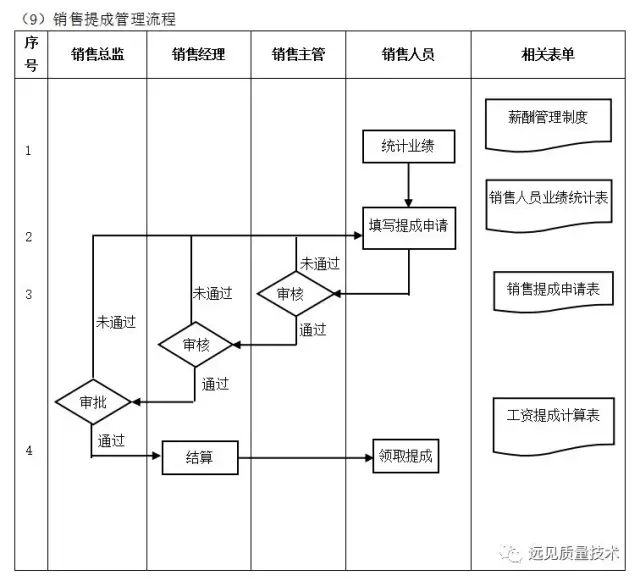 （9）销售提成管理流程
序号
销售总监
销售经理
销售主管
销售人员
相关表单
1
统计业绩
薪酬管理制度
2
填写提成申请
销售人员业绩统计表
未通过
未通过
未通过
3
审核
销售提成申请表
通过
审核
通过
审批
工资提成计算表
通过
4
结算
领取提成
远见质量技术